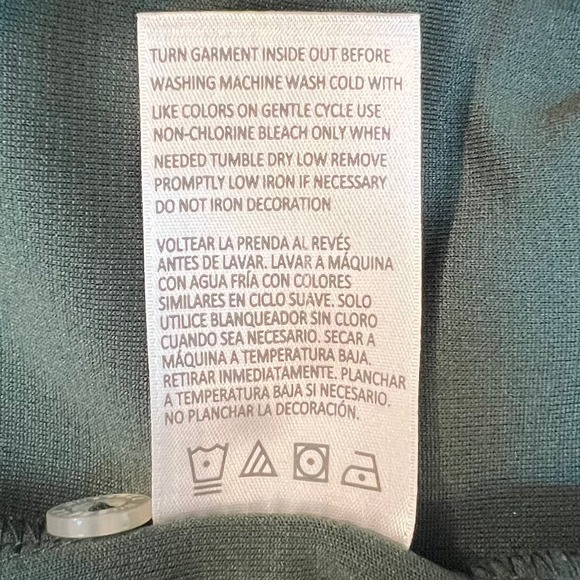 TURN GARMENT INSIDE OUT BEFORE
WASHING MACHINE WASH COLD WITH
LIKE COLORS ON GENTLE CYCLE USE
NON-CHLORINE BLEACH ONLY WHEN
NEEDED TUMBLE DRY LOW REMOVE
PROMPTLY LOW IRON IF NECESSARY
DO NOT IRON DECORATION
VOLTEAR LA PRENDA AL REVÉS
ANTES DE LAVAR. LAVAR A MÁQUINA
CON AGUA FRÍA CON COLORES
SIMILARES EN CICLO SUAVE. SOLO
UTILICE BLANQUEADOR SIN CLORO
CUANDO SEA NECESARIO. SECAR A
MÁQUINA A TEMPERATURA BAJA.
RETIRAR INMEDIATAMENTE. PLANCHAR
A TEMPERATURA BAJA SI NECESARIO.
NO PLANCHAR LA DECORACIÓN.